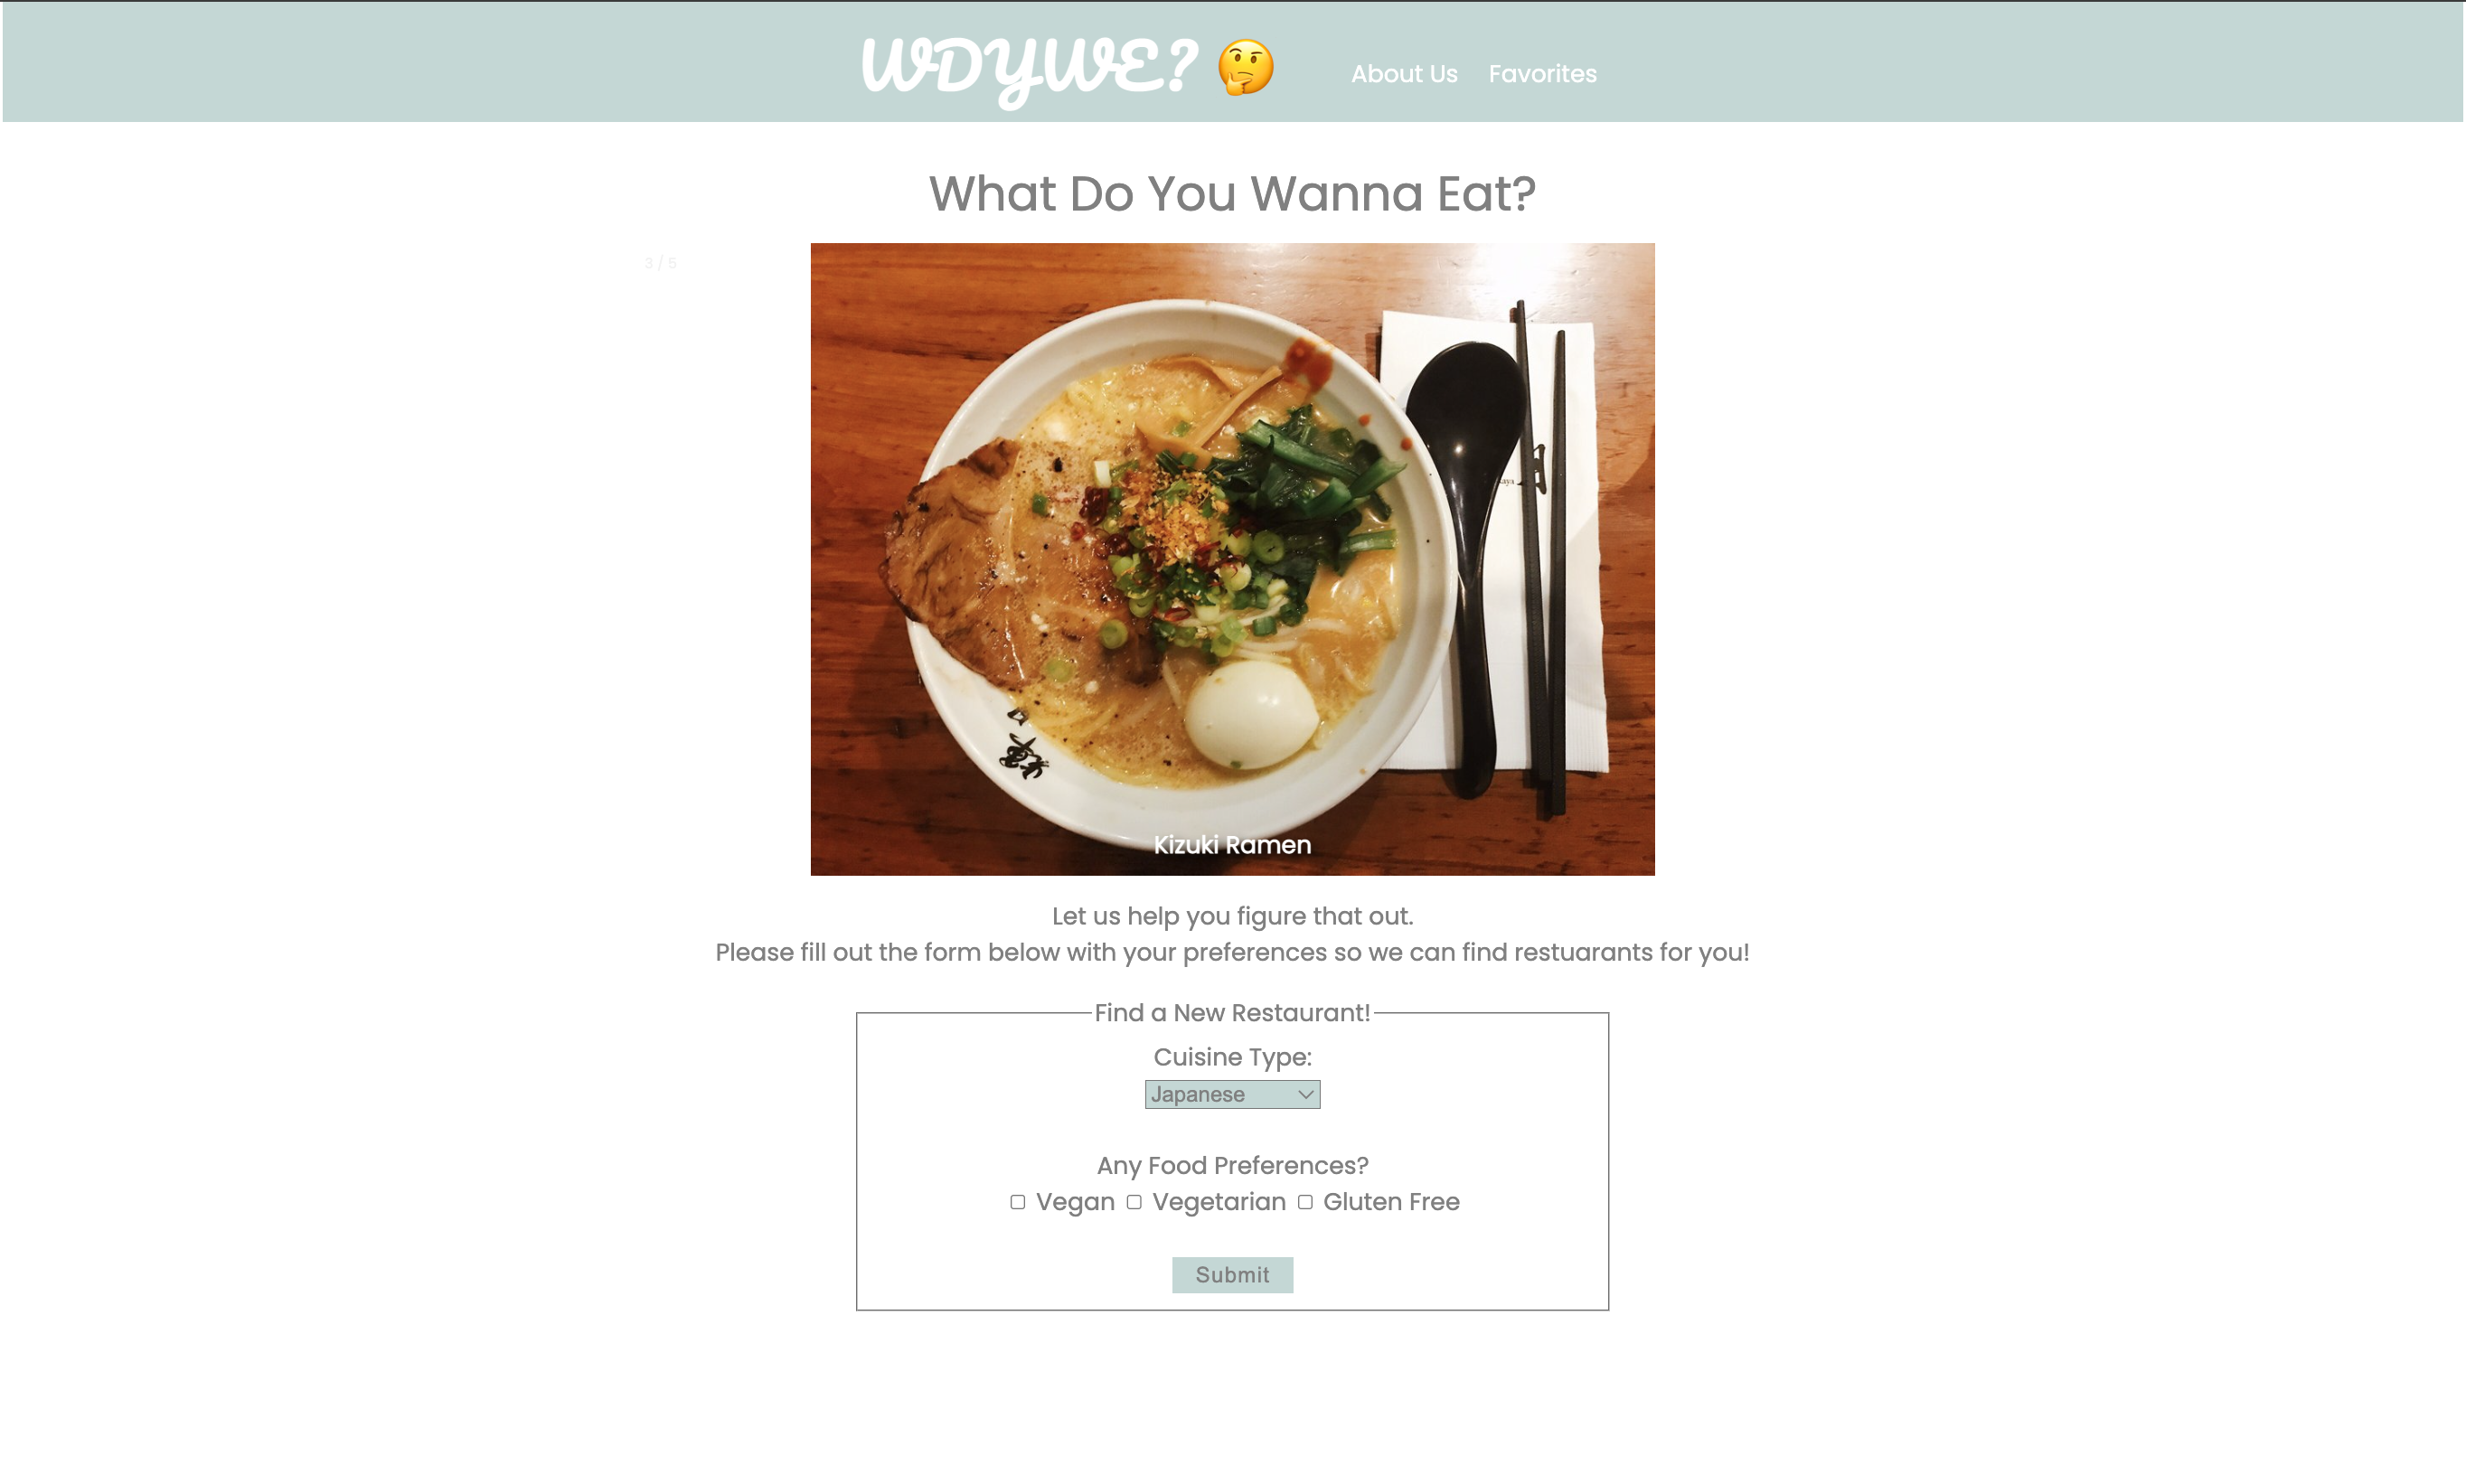 WDYWE? 🤔 About Us Favorites
What Do You Wanna Eat?
3 / 5
Kizuki Ramen
Let us help you figure that out.
Please fill out the form below with your preferences so we can find restuarants for you!
Find a New Restaurant!
Cuisine Type:
Japanese
Any Food Preferences?
Vegan Vegetarian Gluten Free
Submit